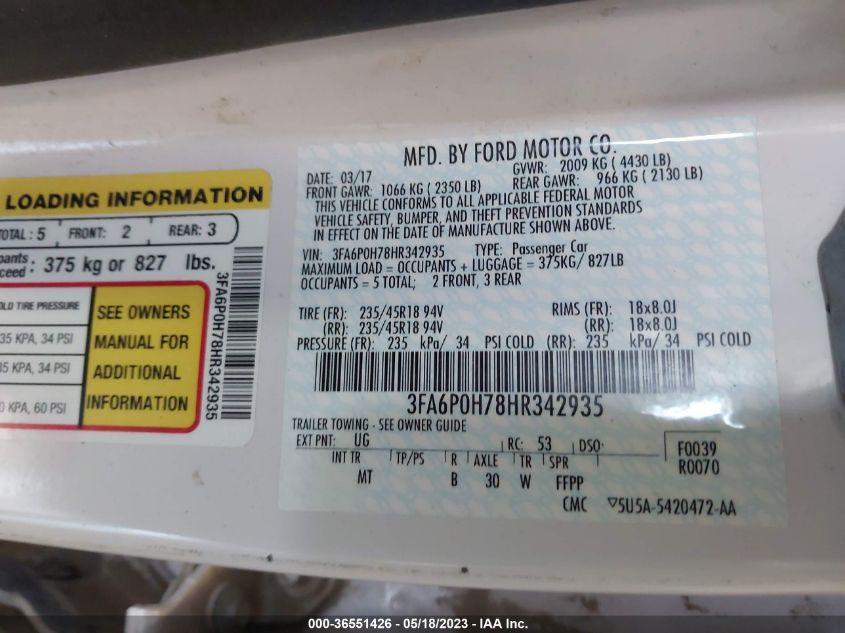 LOADING INFORMATION
TOTAL: 5 FRONT: 2 REAR: 3
375 kg or 827 lbs.
TIRE PRESSURE
35 KPA, 34 PSI
KPA, 34 PSI
KPA, 60 PSI
SEE OWNERS
MANUAL FOR
ADDITIONAL
INFORMATION
3FA6P0H78HR342935
MFD. BY FORD MOTOR CO.
DATE: 03/17 GVWR: 2009 KG ( 4430 LB)
FRONT GAWR: 1066 KG ( 2350 LB) REAR GAWR: 966 KG ( 2130 LB)
THIS VEHICLE CONFORMS TO ALL APPLICABLE FEDERAL MOTOR
VEHICLE SAFETY, BUMPER, AND THEFT PREVENTION STANDARDS
IN EFFECT ON THE DATE OF MANUFACTURE SHOWN ABOVE.
VIN: 3FA6P0H78HR342935 TYPE: Passenger Car
MAXIMUM LOAD = OCCUPANTS + LUGGAGE = 375KG/ 827LB
OCCUPANTS = 5 TOTAL; 2 FRONT, 3 REAR
TIRE (FR): 235/45R18 94V RIMS (FR): 18x8.0J
(RR): 235/45R18 94V (RR): 18x8.0J
PRESSURE (FR): 235 kPa/ 34 PSI COLD (RR): 235 kPa/ 34 PSI COLD
3FA6P0H78HR342935
TRAILER TOWING - SEE OWNER GUIDE
EXT PNT: UG RC: 53 DSO: F0039
INT TR TP/PS R AXLE TR SPR R0070
MT B 30 W FFPP
CMC 5U5A-5420472-AA
000-36551426 - 05/18/2023 - IAA Inc.